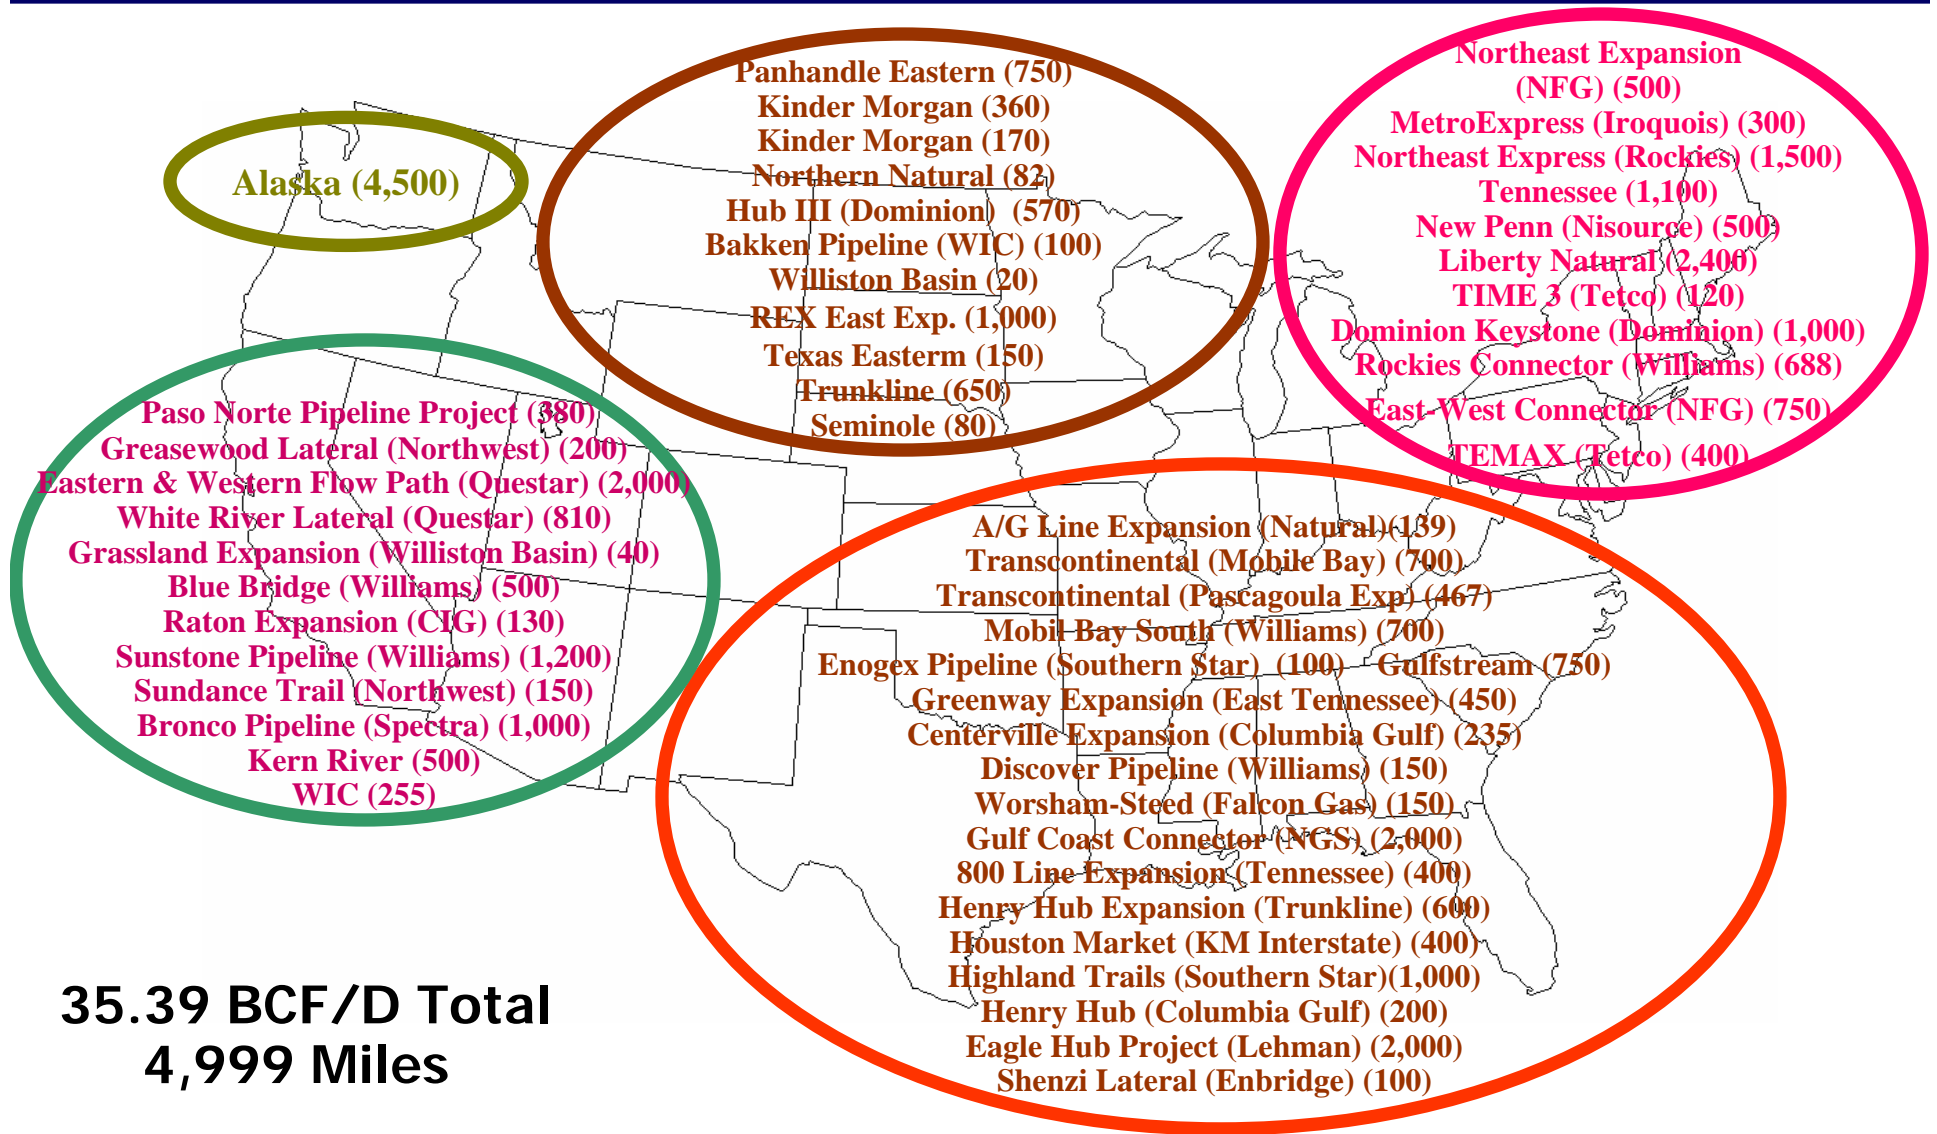 Alaska (4,500)
Panhandle Eastern (750)
Kinder Morgan (360)
Kinder Morgan (170)
Northern Natural (82)
Hub III (Dominion)  (570)
Bakken Pipeline (WIC) (100)
Williston Basin (20)
REX East Exp. (1,000)
Texas Easterm (150)
Trunkline (650)
Seminole (80)
Northeast Expansion
(NFG) (500)
MetroExpress (Iroquois) (300)
Northeast Express (Rockies) (1,500)
Tennessee (1,100)
New Penn (Nisource) (500)
Liberty Natural (2,400)
TIME 3 (Tetco) (120)
Dominion Keystone (Dominion) (1,000)
Rockies Connector (Williams) (688)
East-West Connector (NFG) (750)
TEMAX (Tetco) (400)
Paso Norte Pipeline Project (380)
Greasewood Lateral (Northwest) (200)
Eastern & Western Flow Path (Questar) (2,000)
White River Lateral (Questar) (810)
Grassland Expansion (Williston Basin) (40)
Blue Bridge (Williams) (500)
Raton Expansion (CIG) (130)
Sunstone Pipeline (Williams) (1,200)
Sundance Trail (Northwest) (150)
Bronco Pipeline (Spectra) (1,000)
Kern River (500)
WIC (255)
A/G Line Expansion (Natural)(139)
Transcontinental (Mobile Bay) (700)
Transcontinental (Pascagoula Exp) (467)
Mobil Bay South (Williams) (700)
Enogex Pipeline (Southern Star)  (100)    Gulfstream (750)
Greenway Expansion (East Tennessee) (450)
Centerville Expansion (Columbia Gulf) (235)
Discover Pipeline (Williams) (150)
Worsham-Steed (Falcon Gas) (150)
Gulf Coast Connector (NGS) (2,000)
800 Line Expansion (Tennessee) (400)
Henry Hub Expansion (Trunkline) (600)
Houston Market (KM Interstate) (400)
Highland Trails (Southern Star)(1,000)
Henry Hub (Columbia Gulf) (200)
Eagle Hub Project (Lehman) (2,000)
Shenzi Lateral (Enbridge) (100)
35.39 BCF/D Total
4,999 Miles